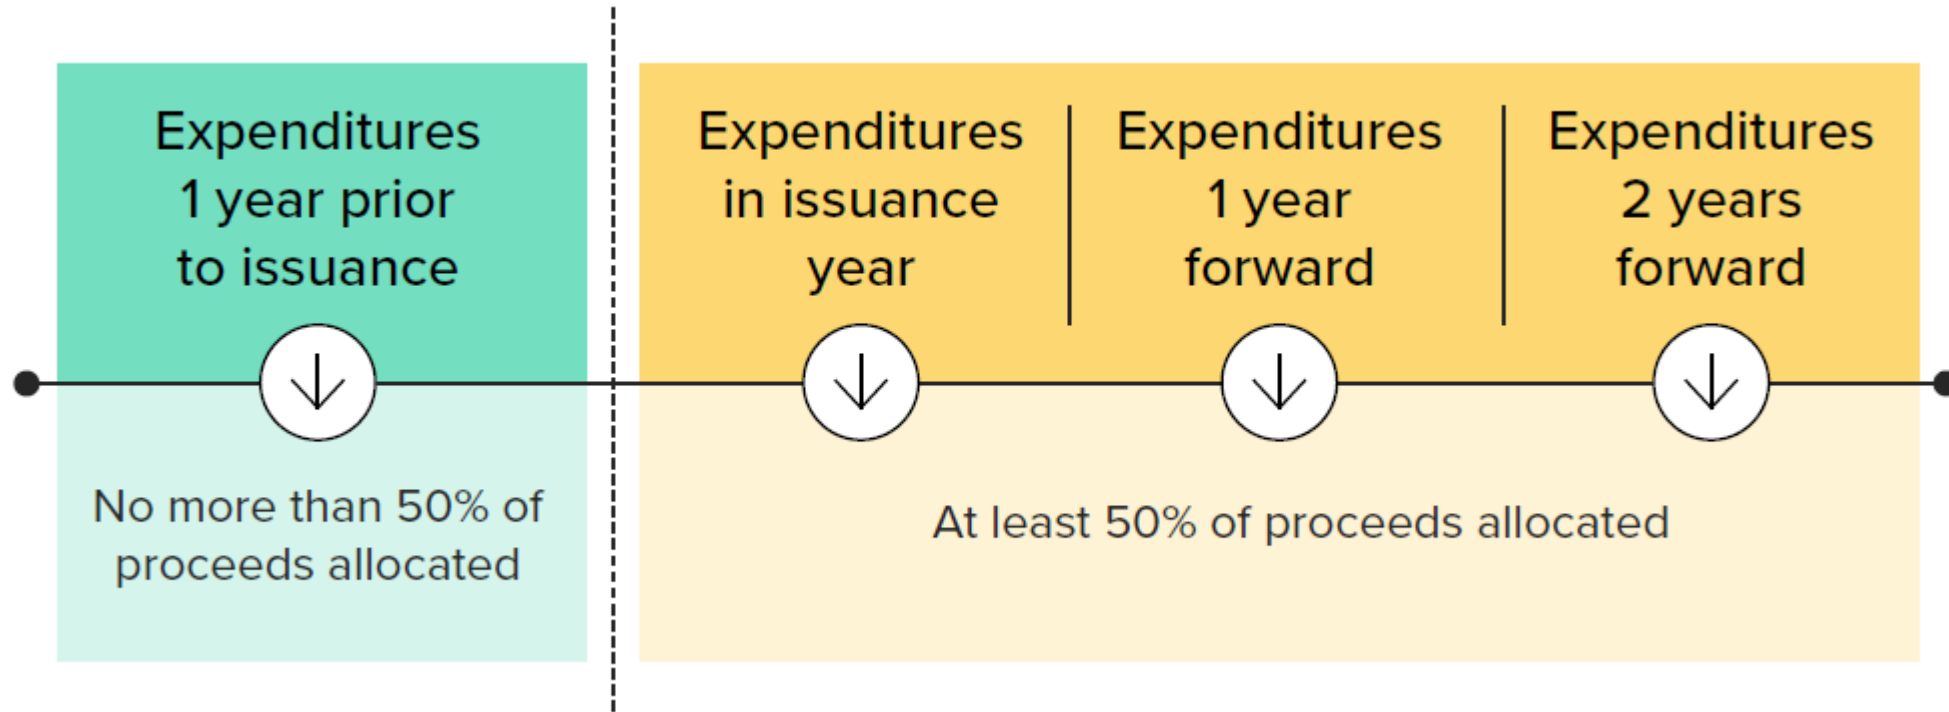 Expenditures
1 year prior
to issuance
No more than 50% of
proceeds allocated
Expenditures
in issuance
year
Expenditures
1 year
forward
Expenditures
2 years
forward
At least 50% of proceeds allocated